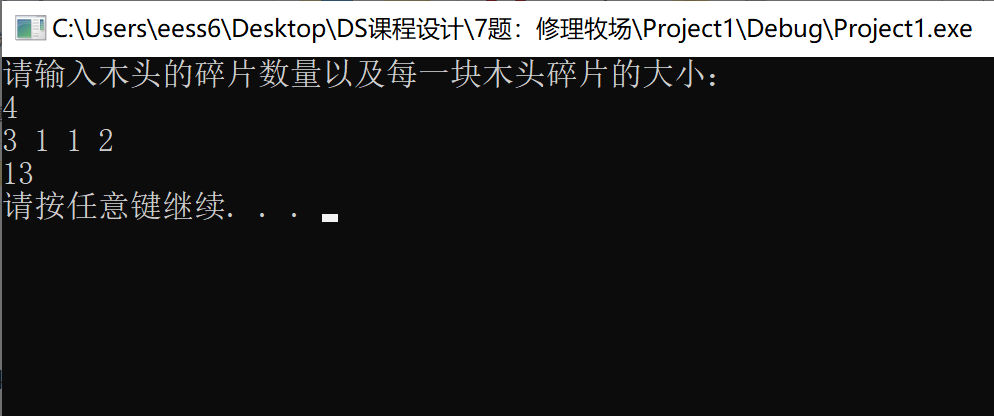 C:\Users\eess6\Desktop\DS课程设计\7题：修理牧场\Project1\Debug\Project1.exe
请输入木头的碎片数量以及每一块木头碎片的大小：
4
3 1 1 2
13
请按任意键继续. . .